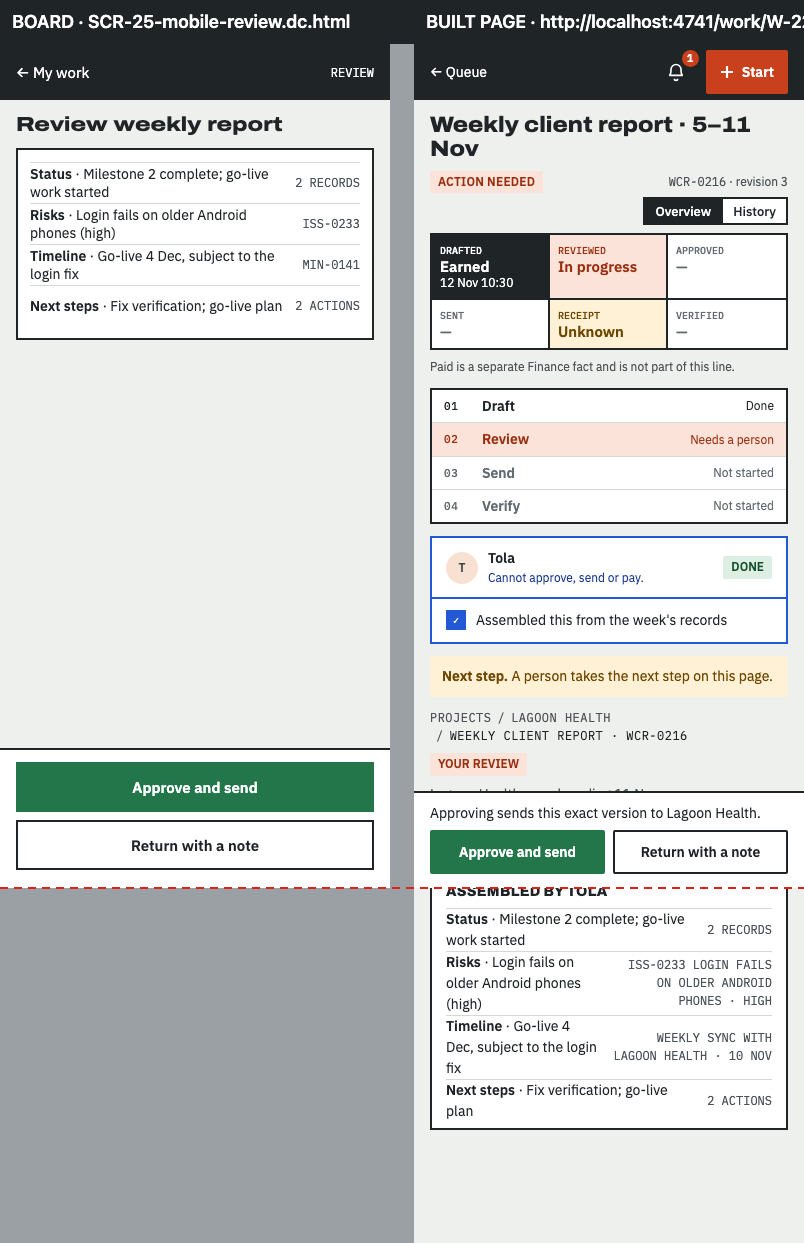 BOARD · SCR-25-mobile-review.dc.html
← My work
REVIEW
Review weekly report
Status · Milestone 2 complete; go-live
work started
2 RECORDS
Risks · Login fails on older Android
phones (high)
ISS-0233
Timeline · Go-live 4 Dec, subject to the
login fix
MIN-0141
Next steps · Fix verification; go-live plan
2 ACTIONS
Approve and send
Return with a note
BUILT PAGE · http://localhost:4741/work/W-2
← Queue
1
+ Start
Weekly client report · 5–11
Nov
ACTION NEEDED
WCR-0216 · revision 3
Overview
History
DRAFTED
Earned
12 Nov 10:30
REVIEWED
In progress
APPROVED
—
SENT
—
RECEIPT
Unknown
VERIFIED
—
Paid is a separate Finance fact and is not part of this line.
01 Draft Done
02 Review Needs a person
03 Send Not started
04 Verify Not started
T
Tola
Cannot approve, send or pay.
DONE
✓ Assembled this from the week's records
Next step. A person takes the next step on this page.
PROJECTS / LAGOON HEALTH
/ WEEKLY CLIENT REPORT · WCR-0216
YOUR REVIEW
Approving sends this exact version to Lagoon Health.
Approve and send
Return with a note
ASSEMBLED BY TOLA
Status · Milestone 2 complete; go-live
work started
2 RECORDS
Risks · Login fails on
older Android phones
(high)
ISS-0233 LOGIN FAILS
ON OLDER ANDROID
PHONES · HIGH
Timeline · Go-live 4
Dec, subject to the login
fix
WEEKLY SYNC WITH
LAGOON HEALTH · 10 NOV
Next steps · Fix verification; go-live
plan
2 ACTIONS